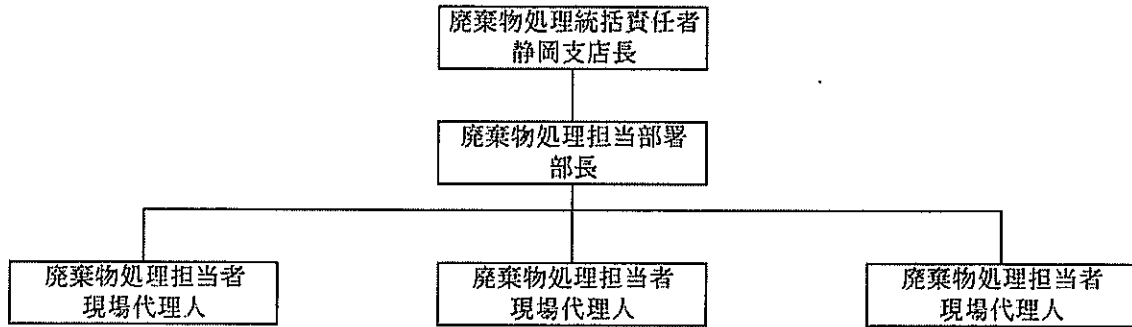 廃棄物処理統括責任者
静岡支店長
廃棄物処理担当部署
部長
廃棄物処理担当者
現場代理人
廃棄物処理担当者
現場代理人
廃棄物処理担当者
現場代理人